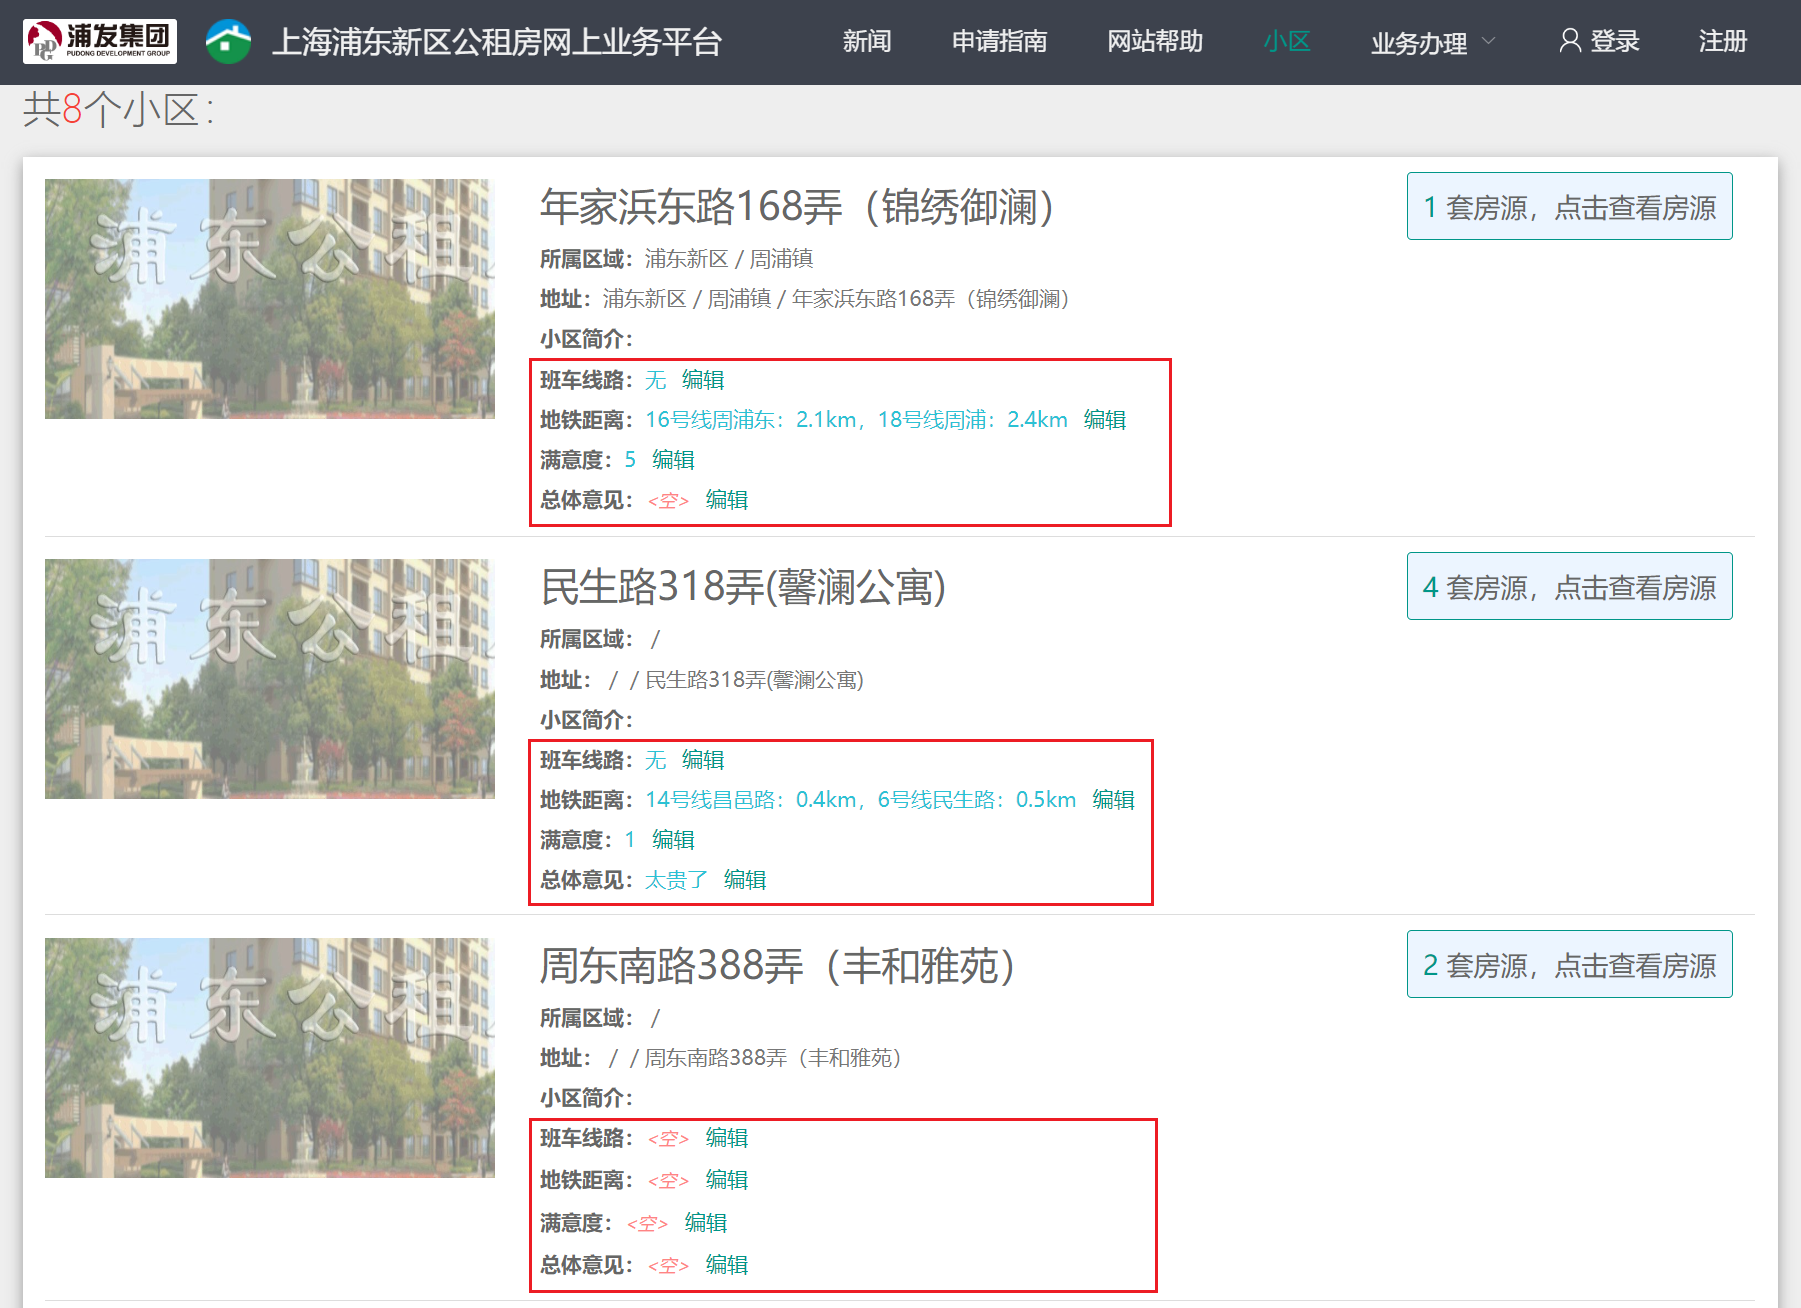 浦发集团
PUDONG DEVELOPMENT GROUP
PDG
上海浦东新区公租房网上业务平台
新闻
申请指南
网站帮助
小区
业务办理
登录
注册
共8个小区：
浦东公租
年家浜东路168弄（锦绣御澜）
1 套房源，点击查看房源
所属区域：浦东新区 / 周浦镇
地址：浦东新区 / 周浦镇 / 年家浜东路168弄（锦绣御澜）
小区简介：
班车线路：无 编辑
地铁距离：16号线周浦东：2.1km，18号线周浦：2.4km 编辑
满意度：5 编辑
总体意见：<空> 编辑
浦东公租
民生路318弄(馨澜公寓)
4 套房源，点击查看房源
所属区域： /
地址： / / 民生路318弄(馨澜公寓)
小区简介：
班车线路：无 编辑
地铁距离：14号线昌邑路：0.4km，6号线民生路：0.5km 编辑
满意度：1 编辑
总体意见：太贵了 编辑
浦东公租
周东南路388弄（丰和雅苑）
2 套房源，点击查看房源
所属区域： /
地址： / / 周东南路388弄（丰和雅苑）
小区简介：
班车线路：<空> 编辑
地铁距离：<空> 编辑
满意度：<空> 编辑
总体意见：<空> 编辑